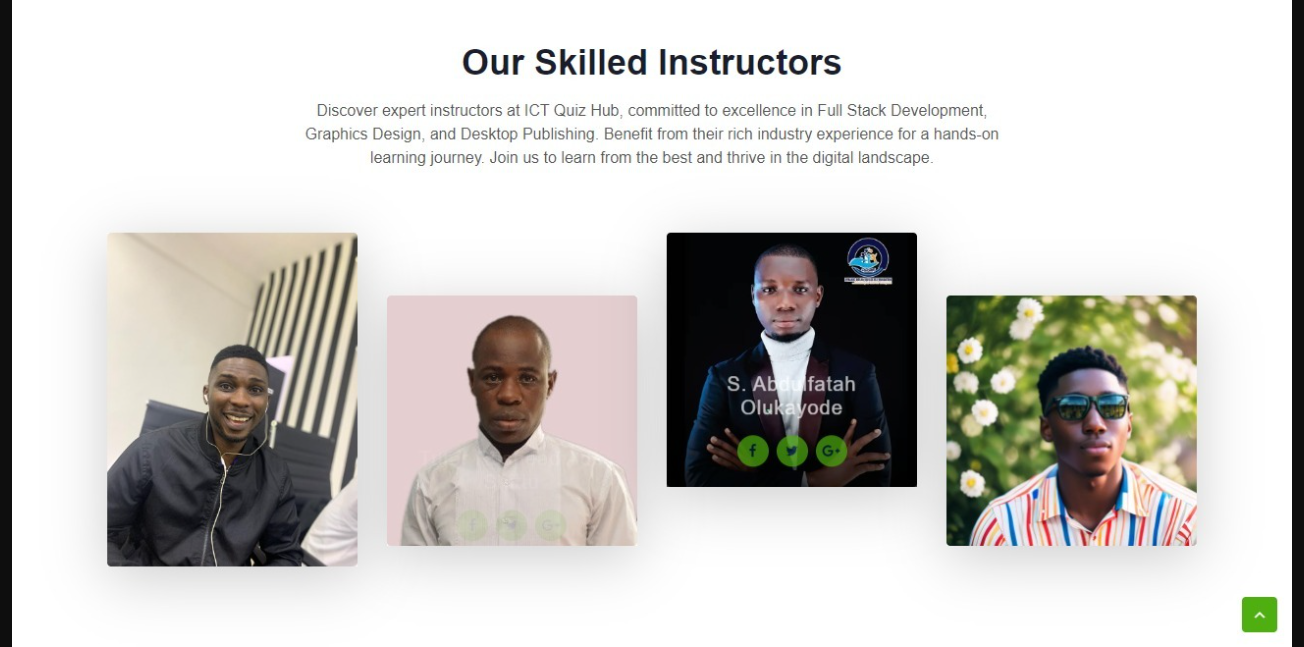 Our Skilled Instructors
Discover expert instructors at ICT Quiz Hub, committed to excellence in Full Stack Development,
Graphics Design, and Desktop Publishing. Benefit from their rich industry experience for a hands-on
learning journey. Join us to learn from the best and thrive in the digital landscape.
S. Abdulfatah
Olukayode
f
G+